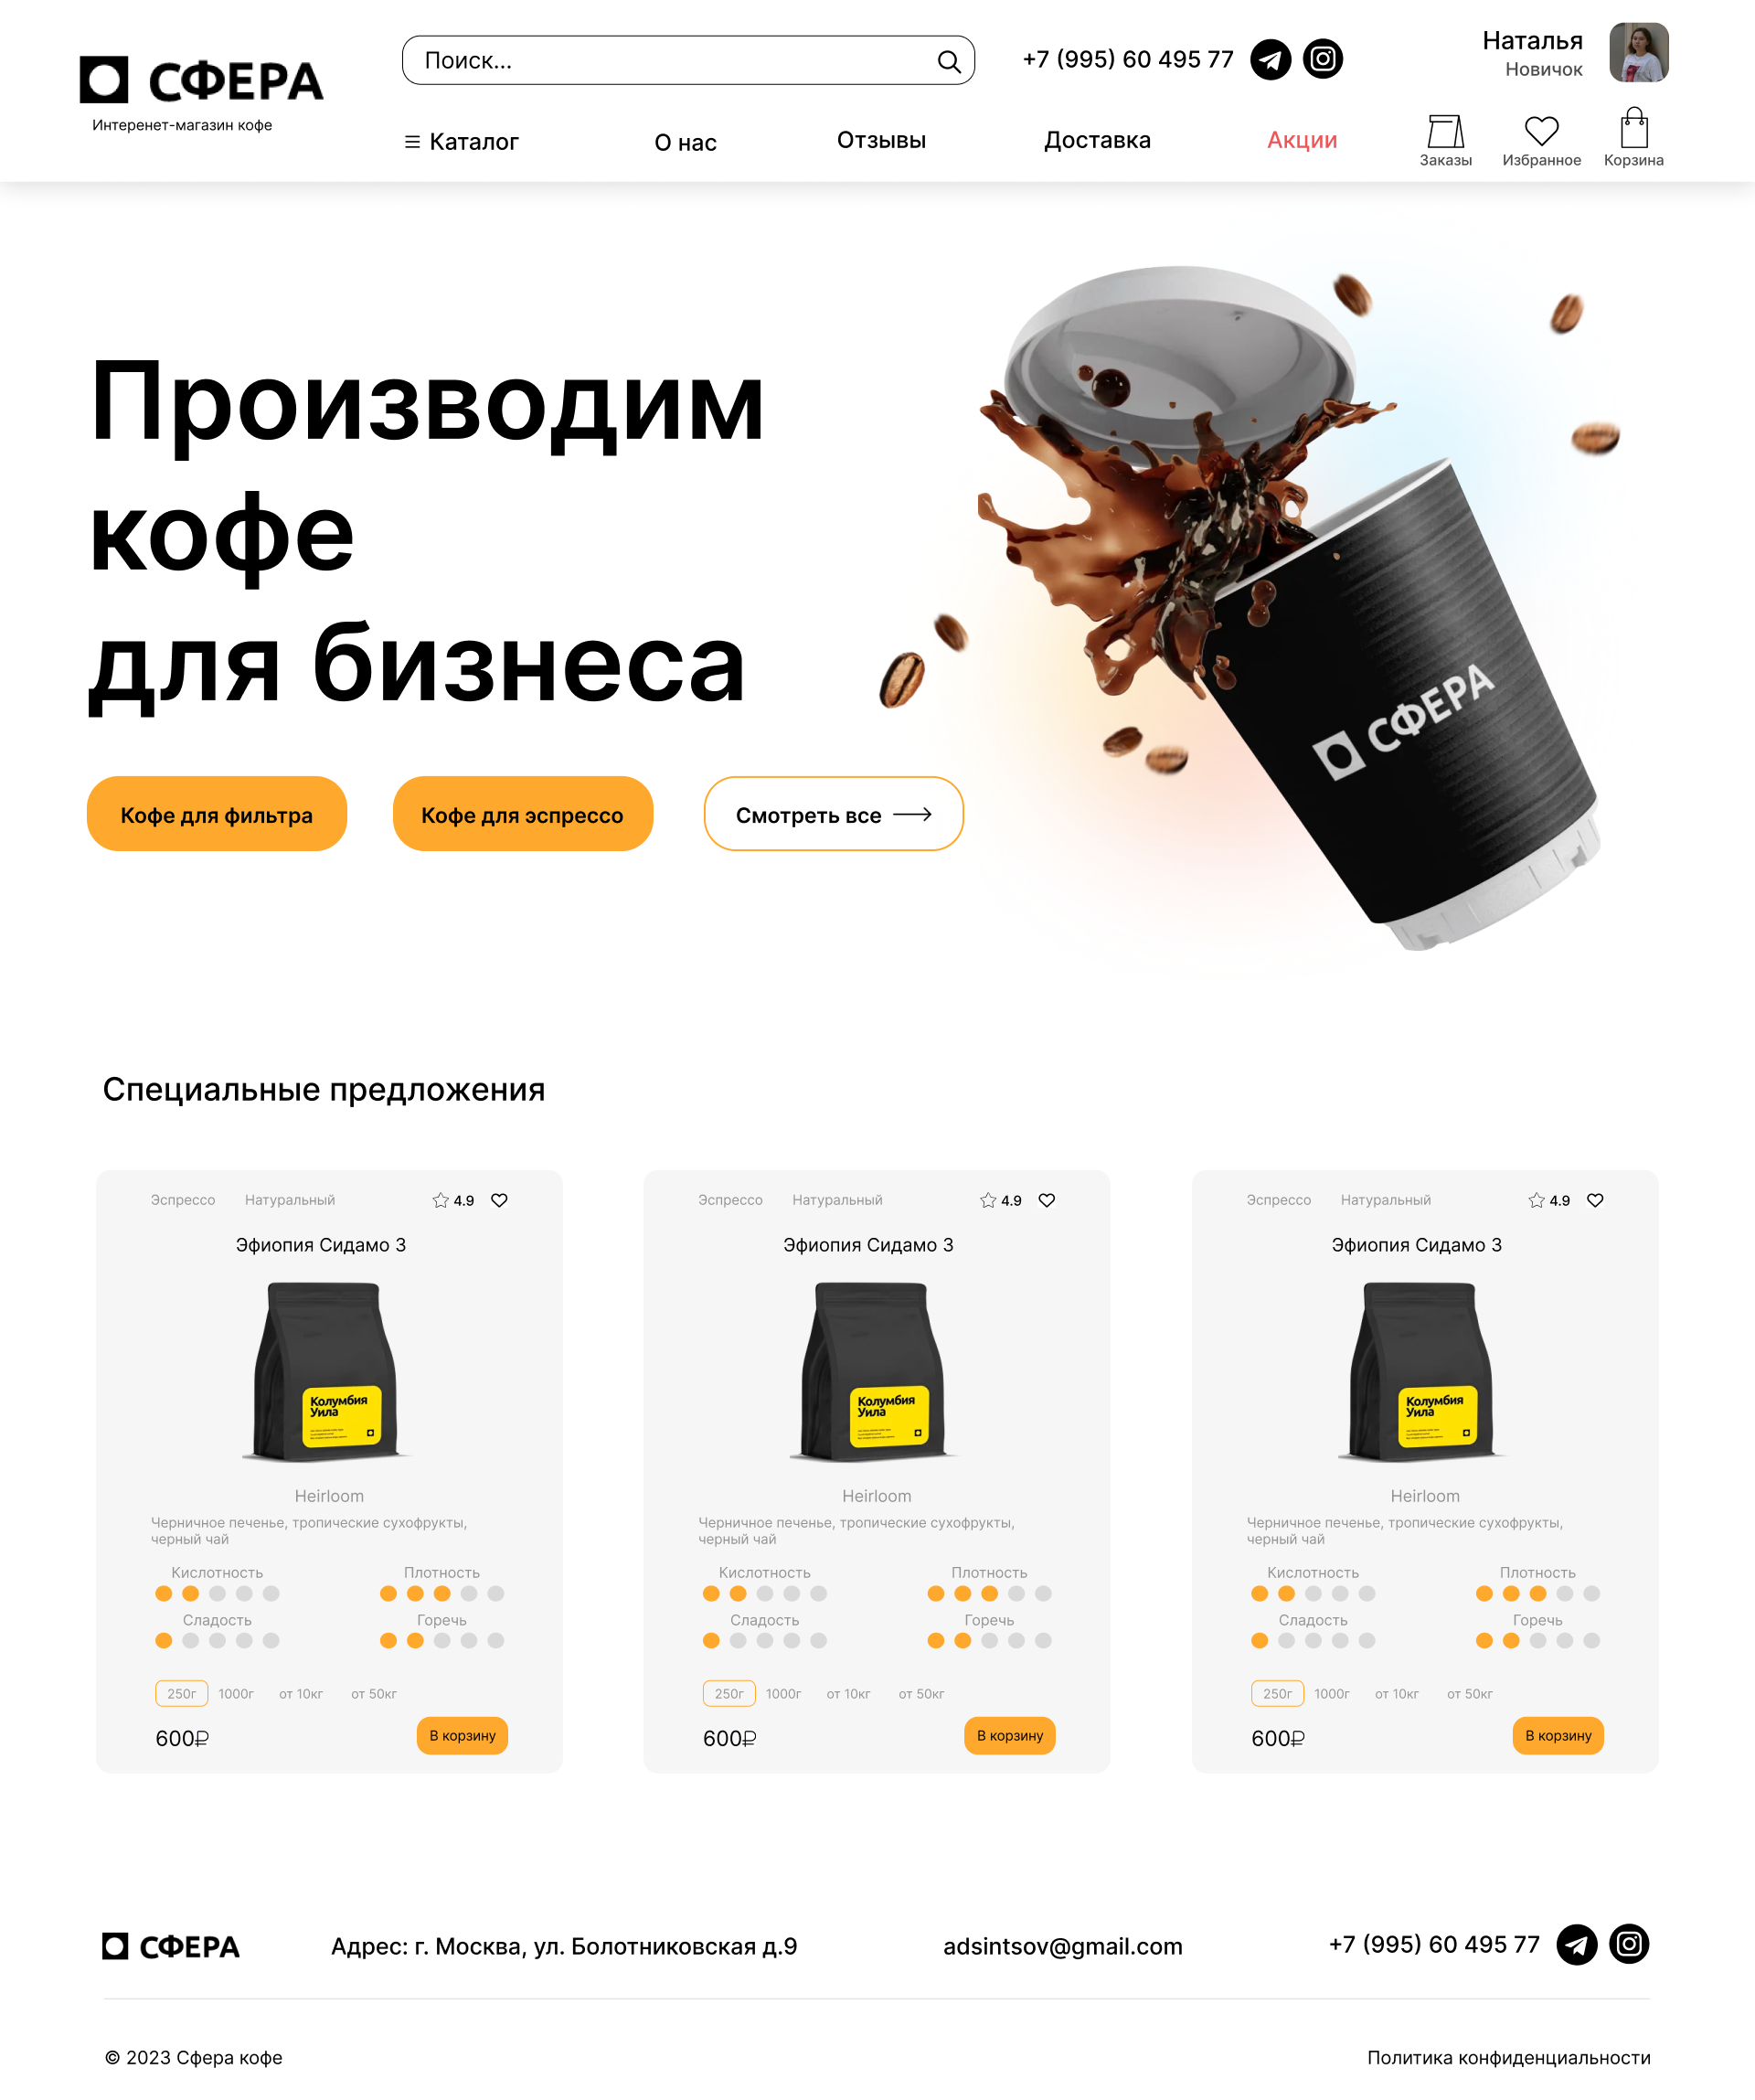 СФЕРА
Интеренет-магазин кофе
Поиск...
+7 (995) 60 495 77
Наталья
Новичок
Каталог
О нас
Отзывы
Доставка
Акции
Заказы
Избранное
Корзина
Производим
кофе
для бизнеса
СФЕРА
Кофе для фильтра
Кофе для эспрессо
Смотреть все
Специальные предложения
Эспрессо Натуральный 4.9
Эфиопия Сидамо 3
Колумбия
Уила
Heirloom
Черничное печенье, тропические сухофрукты,
черный чай
Кислотность Плотность
Сладость Горечь
250г 1000г от 10кг от 50кг
600₽ В корзину
Эспрессо Натуральный 4.9
Эфиопия Сидамо 3
Колумбия
Уила
Heirloom
Черничное печенье, тропические сухофрукты,
черный чай
Кислотность Плотность
Сладость Горечь
250г 1000г от 10кг от 50кг
600₽ В корзину
Эспрессо Натуральный 4.9
Эфиопия Сидамо 3
Колумбия
Уила
Heirloom
Черничное печенье, тропические сухофрукты,
черный чай
Кислотность Плотность
Сладость Горечь
250г 1000г от 10кг от 50кг
600₽ В корзину
СФЕРА
Адрес: г. Москва, ул. Болотниковская д.9
adsintsov@gmail.com
+7 (995) 60 495 77
© 2023 Сфера кофе
Политика конфиденциальности